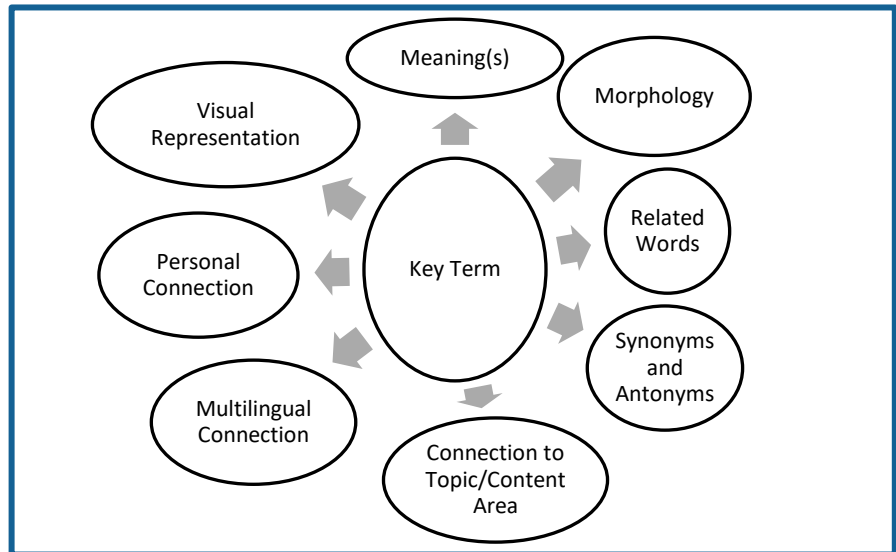 Meaning(s)
Morphology
Visual
Representation
Related
Words
Personal
Connection
Key Term
Synonyms
and
Antonyms
Multilingual
Connection
Connection to
Topic/Content
Area